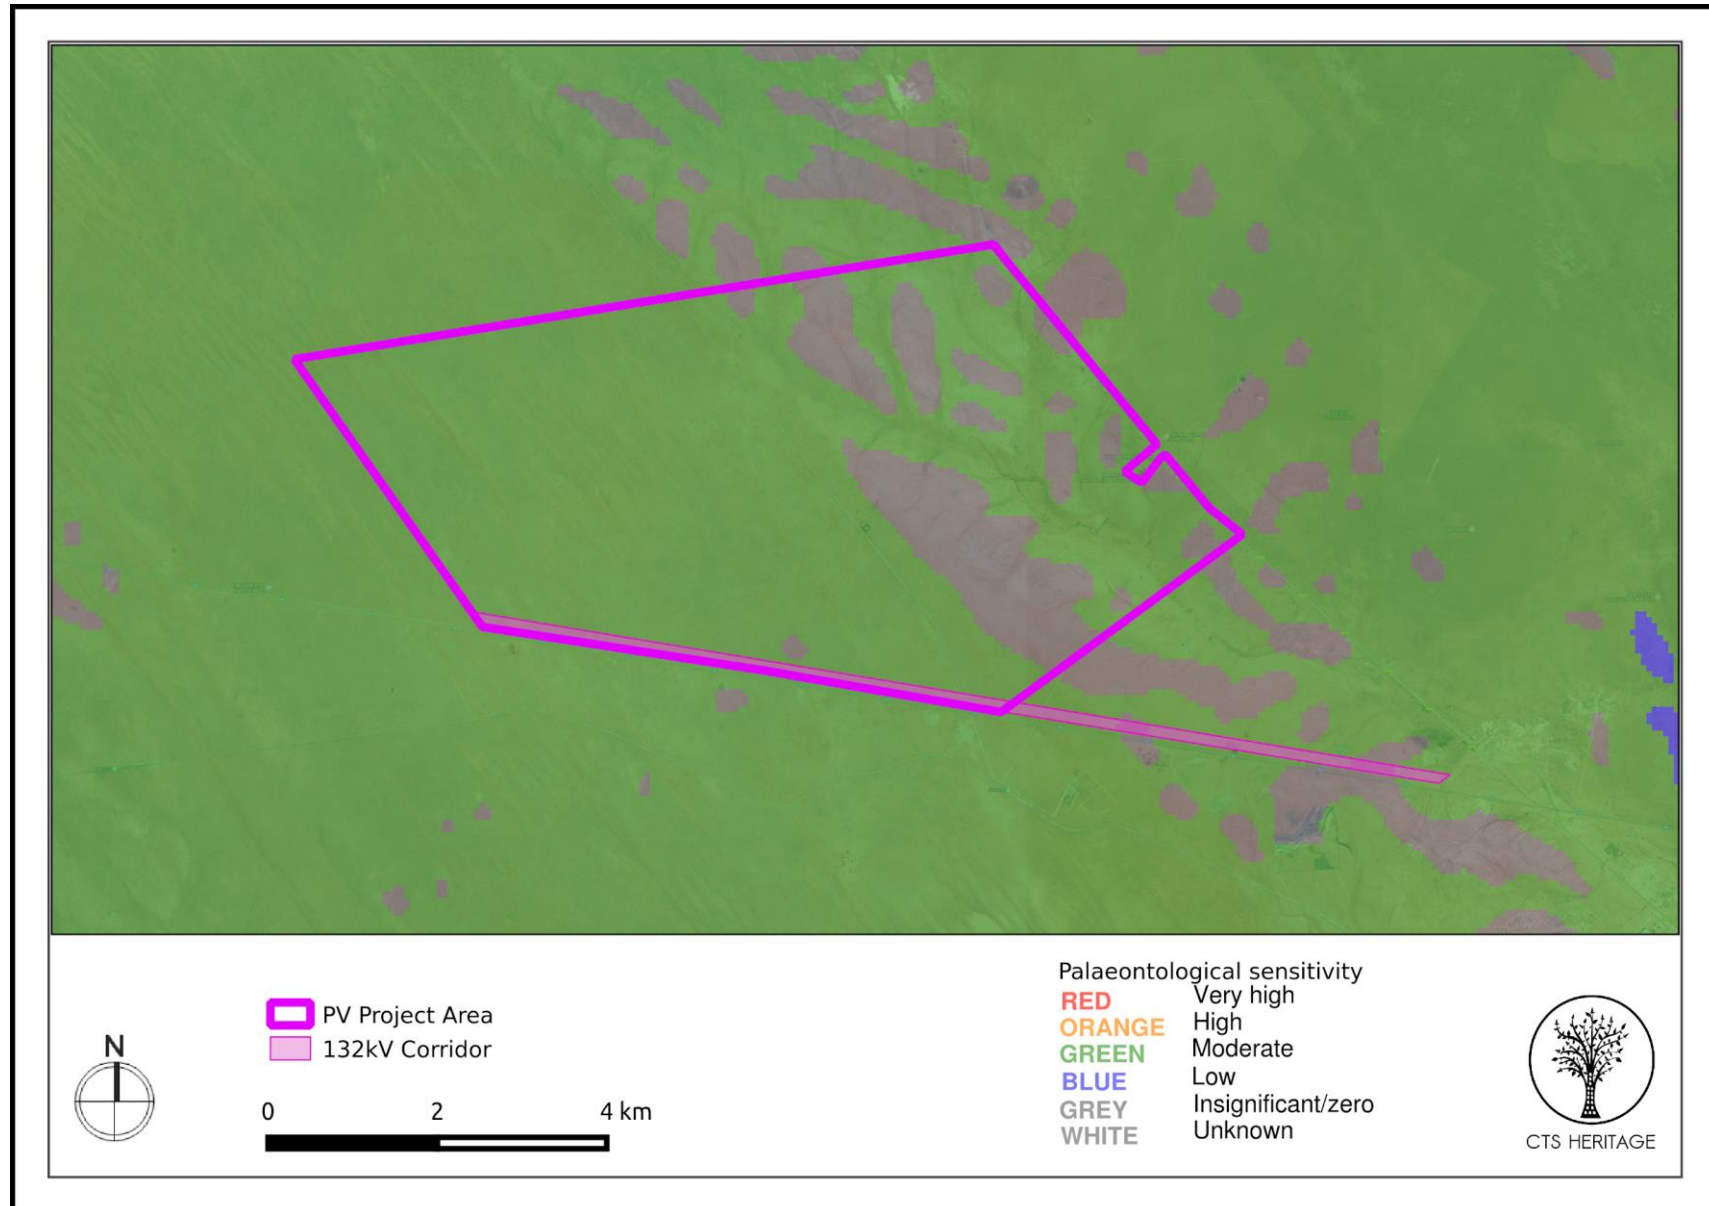 PV Project Area
132kV Corridor
N
0 2 4 km
Palaeontological sensitivity
RED Very high
ORANGE High
GREEN Moderate
BLUE Low
GREY Insignificant/zero
WHITE Unknown
CTS HERITAGE